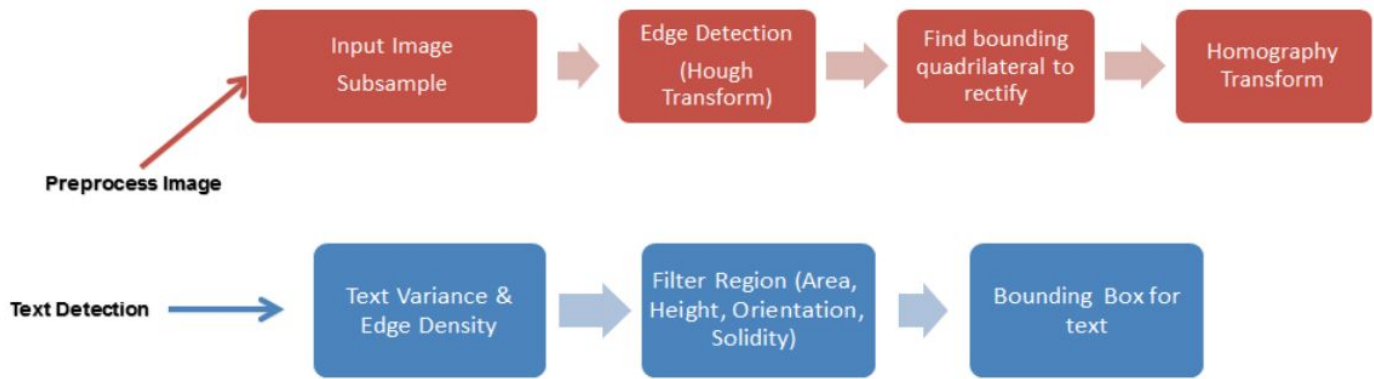 Input Image
Subsample
Edge Detection
(Hough
Transform)
Find bounding
quadrilateral to
rectify
Homography
Transform
Preprocess Image
Text Detection
Text Variance &
Edge Density
Filter Region (Area,
Height, Orientation,
Solidity)
Bounding Box for
text